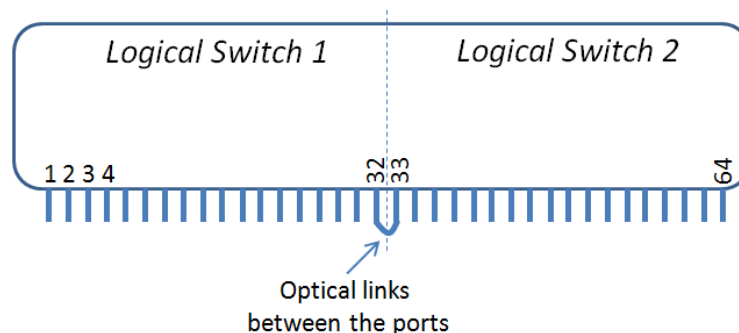 Logical Switch 1 Logical Switch 2
1 2 3 4 32 33 64
Optical links
between the ports